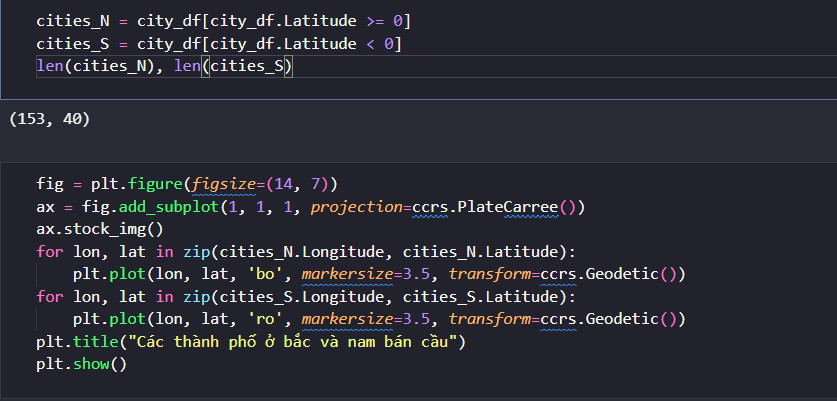 cities_N = city_df[city_df.Latitude >= 0]
cities_S = city_df[city_df.Latitude < 0]
len(cities_N), len(cities_S)
(153, 40)
fig = plt.figure(figsize=(14, 7))
ax = fig.add_subplot(1, 1, 1, projection=ccrs.PlateCarree())
ax.stock_img()
for lon, lat in zip(cities_N.Longitude, cities_N.Latitude):
    plt.plot(lon, lat, 'bo', markersize=3.5, transform=ccrs.Geodetic())
for lon, lat in zip(cities_S.Longitude, cities_S.Latitude):
    plt.plot(lon, lat, 'ro', markersize=3.5, transform=ccrs.Geodetic())
plt.title("Các thành phố ở bắc và nam bán cầu")
plt.show()